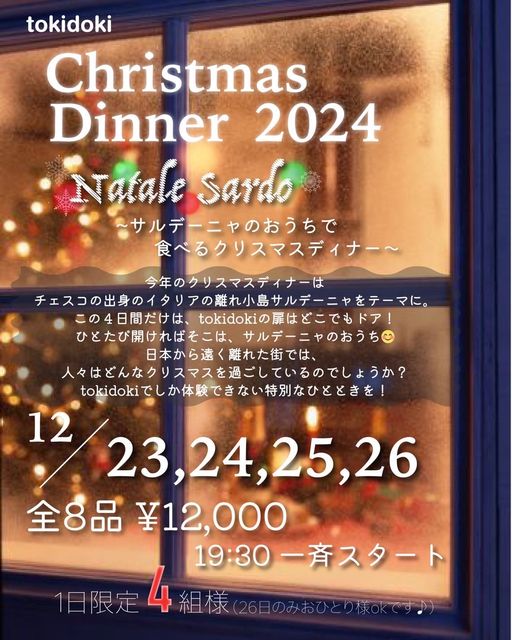 tokidoki
Christmas
Dinner 2024
Natale Sardo
~サルデーニャのおうちで
食べるクリスマスディナー~
今年のクリスマスディナーは
チェスコの出身のイタリアの離れ小島サルデーニャをテーマに。
この4日間だけは、tokidokiの扉はどこでもドア！
ひとたび開ければそこは、サルデーニャのおうち😊
日本から遠く離れた街では、
人々はどんなクリスマスを過ごしているのでしょうか？
tokidokiでしか体験できない特別なひとときを！
12/23,24,25,26
全8品 ¥12,000
19:30 一斉スタート
1日限定4組様(26日のみおひとり様okです♪)